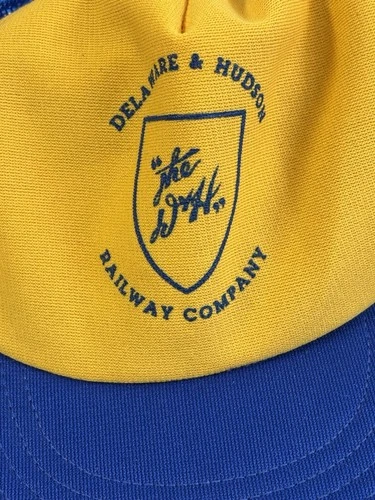 DELAWARE & HUDSON
"The
D&H"
RAILWAY COMPANY